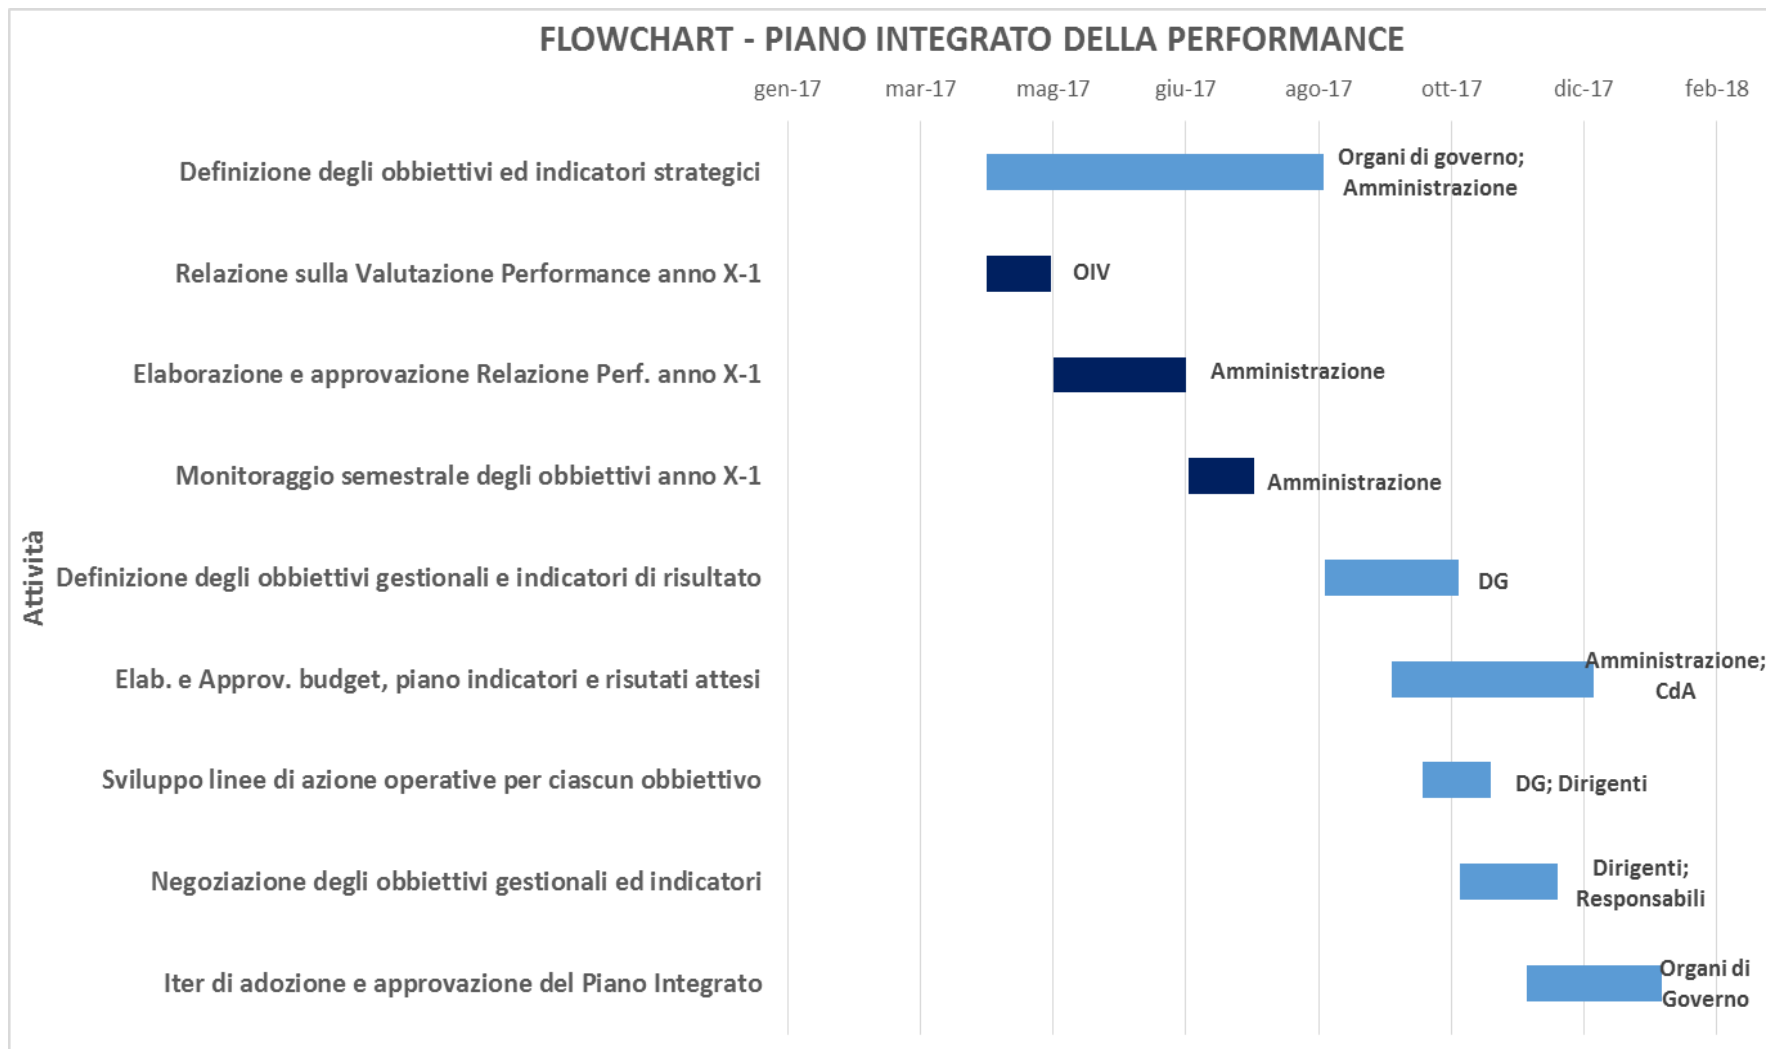 FLOWCHART - PIANO INTEGRATO DELLA PERFORMANCE
gen-17 mar-17 mag-17 giu-17 ago-17 ott-17 dic-17 feb-18
Attività
Definizione degli obbiettivi ed indicatori strategici
Organi di governo;
Amministrazione
Relazione sulla Valutazione Performance anno X-1
OIV
Elaborazione e approvazione Relazione Perf. anno X-1
Amministrazione
Monitoraggio semestrale degli obbiettivi anno X-1
Amministrazione
Definizione degli obbiettivi gestionali e indicatori di risultato
DG
Elab. e Approv. budget, piano indicatori e risutati attesi
Amministrazione;
CdA
Sviluppo linee di azione operative per ciascun obbiettivo
DG; Dirigenti
Negoziazione degli obbiettivi gestionali ed indicatori
Dirigenti;
Responsabili
Iter di adozione e approvazione del Piano Integrato
Organi di
Governo